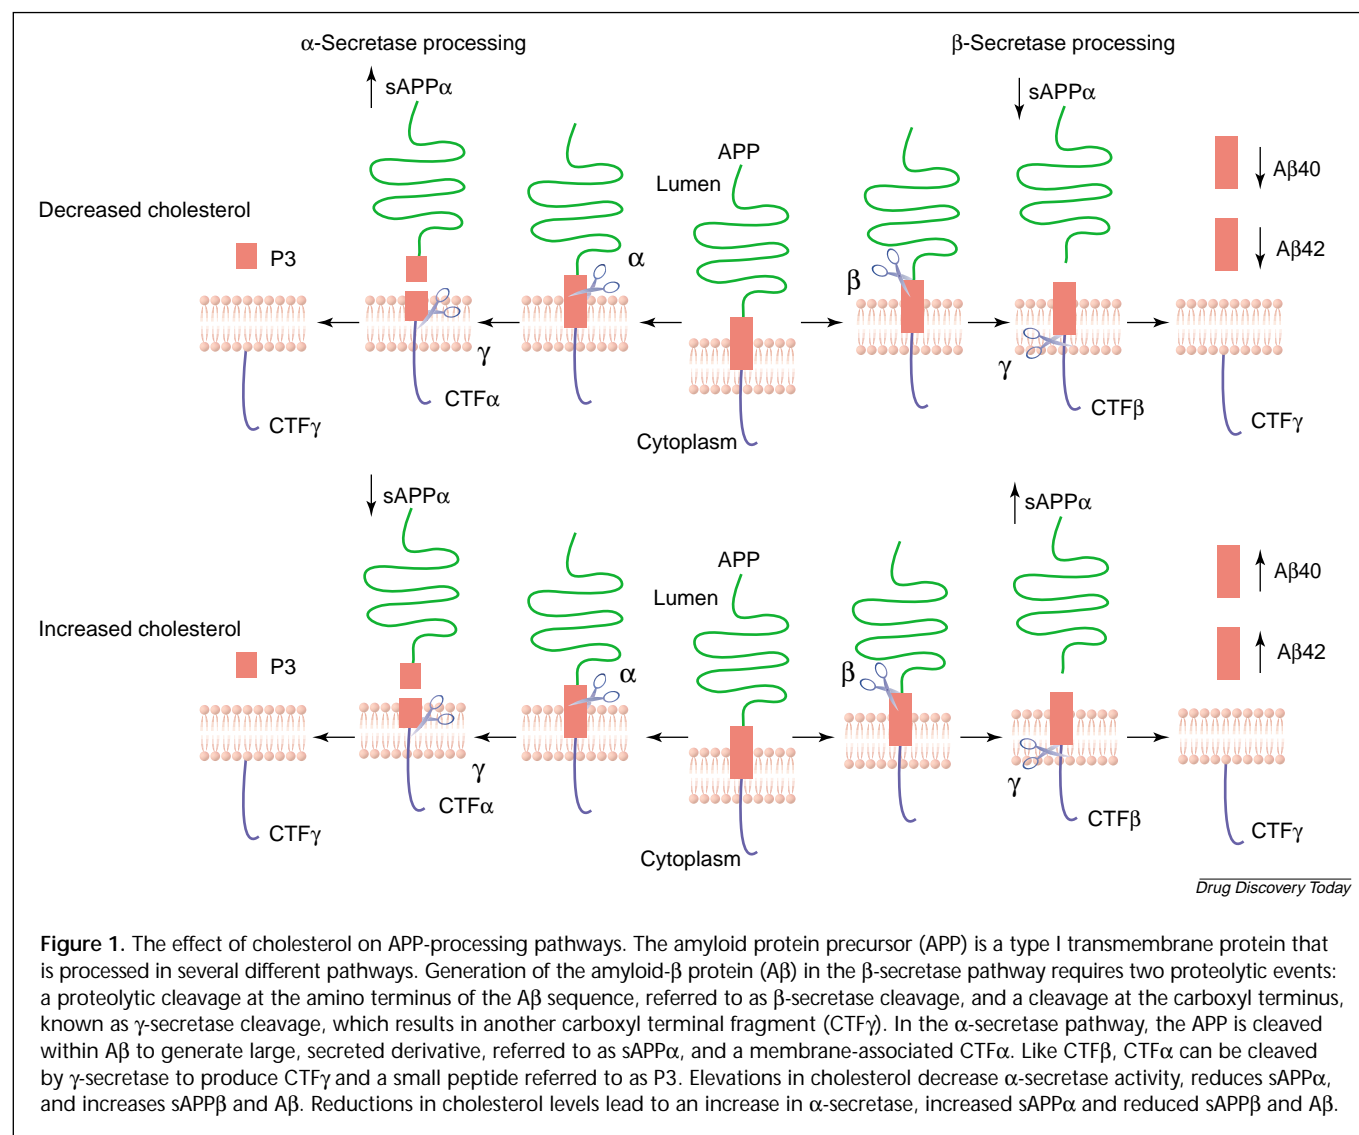 α-Secretase processing
β-Secretase processing
sAPPα
sAPPα
APP
Lumen
Aβ40
Decreased cholesterol
P3
α
β
Aβ42
γ
γ
CTFα
CTFβ
CTFγ
CTFγ
Cytoplasm
sAPPα
sAPPα
APP
Lumen
Aβ40
Increased cholesterol
P3
α
β
Aβ42
γ
γ
CTFα
CTFβ
CTFγ
CTFγ
Cytoplasm
Drug Discovery Today
Figure 1. The effect of cholesterol on APP-processing pathways. The amyloid protein precursor (APP) is a type I transmembrane protein that
is processed in several different pathways. Generation of the amyloid-β protein (Aβ) in the β-secretase pathway requires two proteolytic events:
a proteolytic cleavage at the amino terminus of the Aβ sequence, referred to as β-secretase cleavage, and a cleavage at the carboxyl terminus,
known as γ-secretase cleavage, which results in another carboxyl terminal fragment (CTFγ). In the α-secretase pathway, the APP is cleaved
within Aβ to generate large, secreted derivative, referred to as sAPPα, and a membrane-associated CTFα. Like CTFβ, CTFα can be cleaved
by γ-secretase to produce CTFγ and a small peptide referred to as P3. Elevations in cholesterol decrease α-secretase activity, reduces sAPPα,
and increases sAPPβ and Aβ. Reductions in cholesterol levels lead to an increase in α-secretase, increased sAPPα and reduced sAPPβ and Aβ.